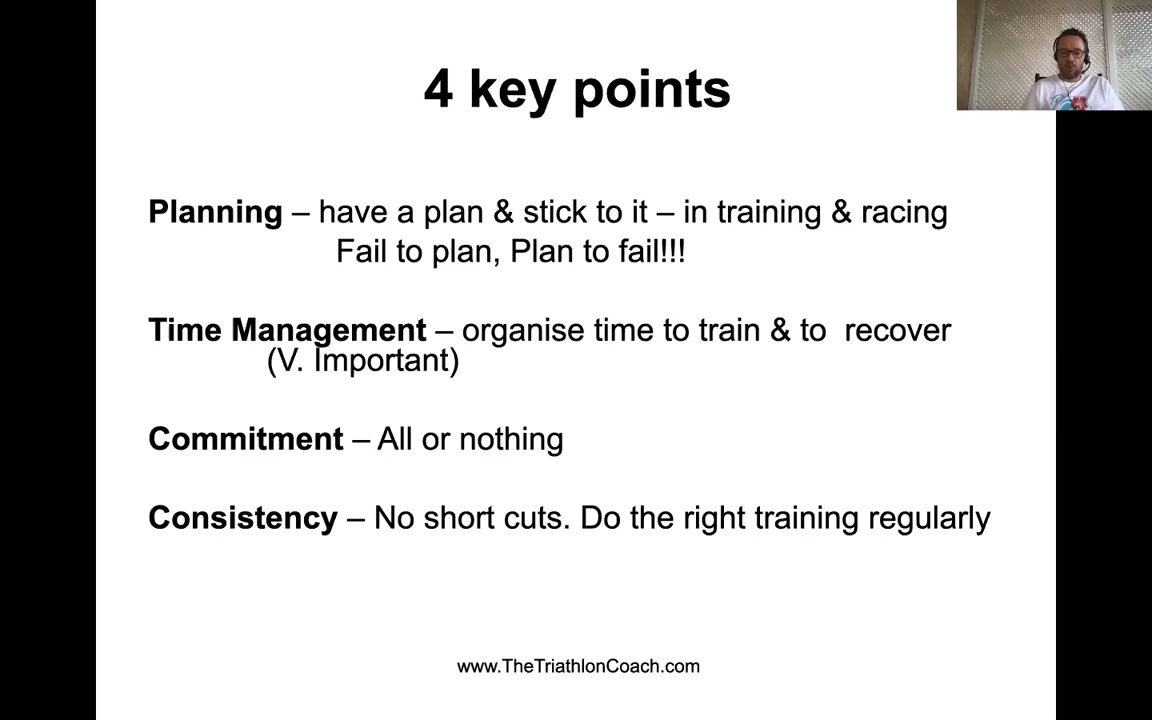 4 key points
Planning – have a plan & stick to it – in training & racing
Fail to plan, Plan to fail!!!
Time Management – organise time to train & to  recover
(V. Important)
Commitment – All or nothing
Consistency – No short cuts. Do the right training regularly
www.TheTriathlonCoach.com